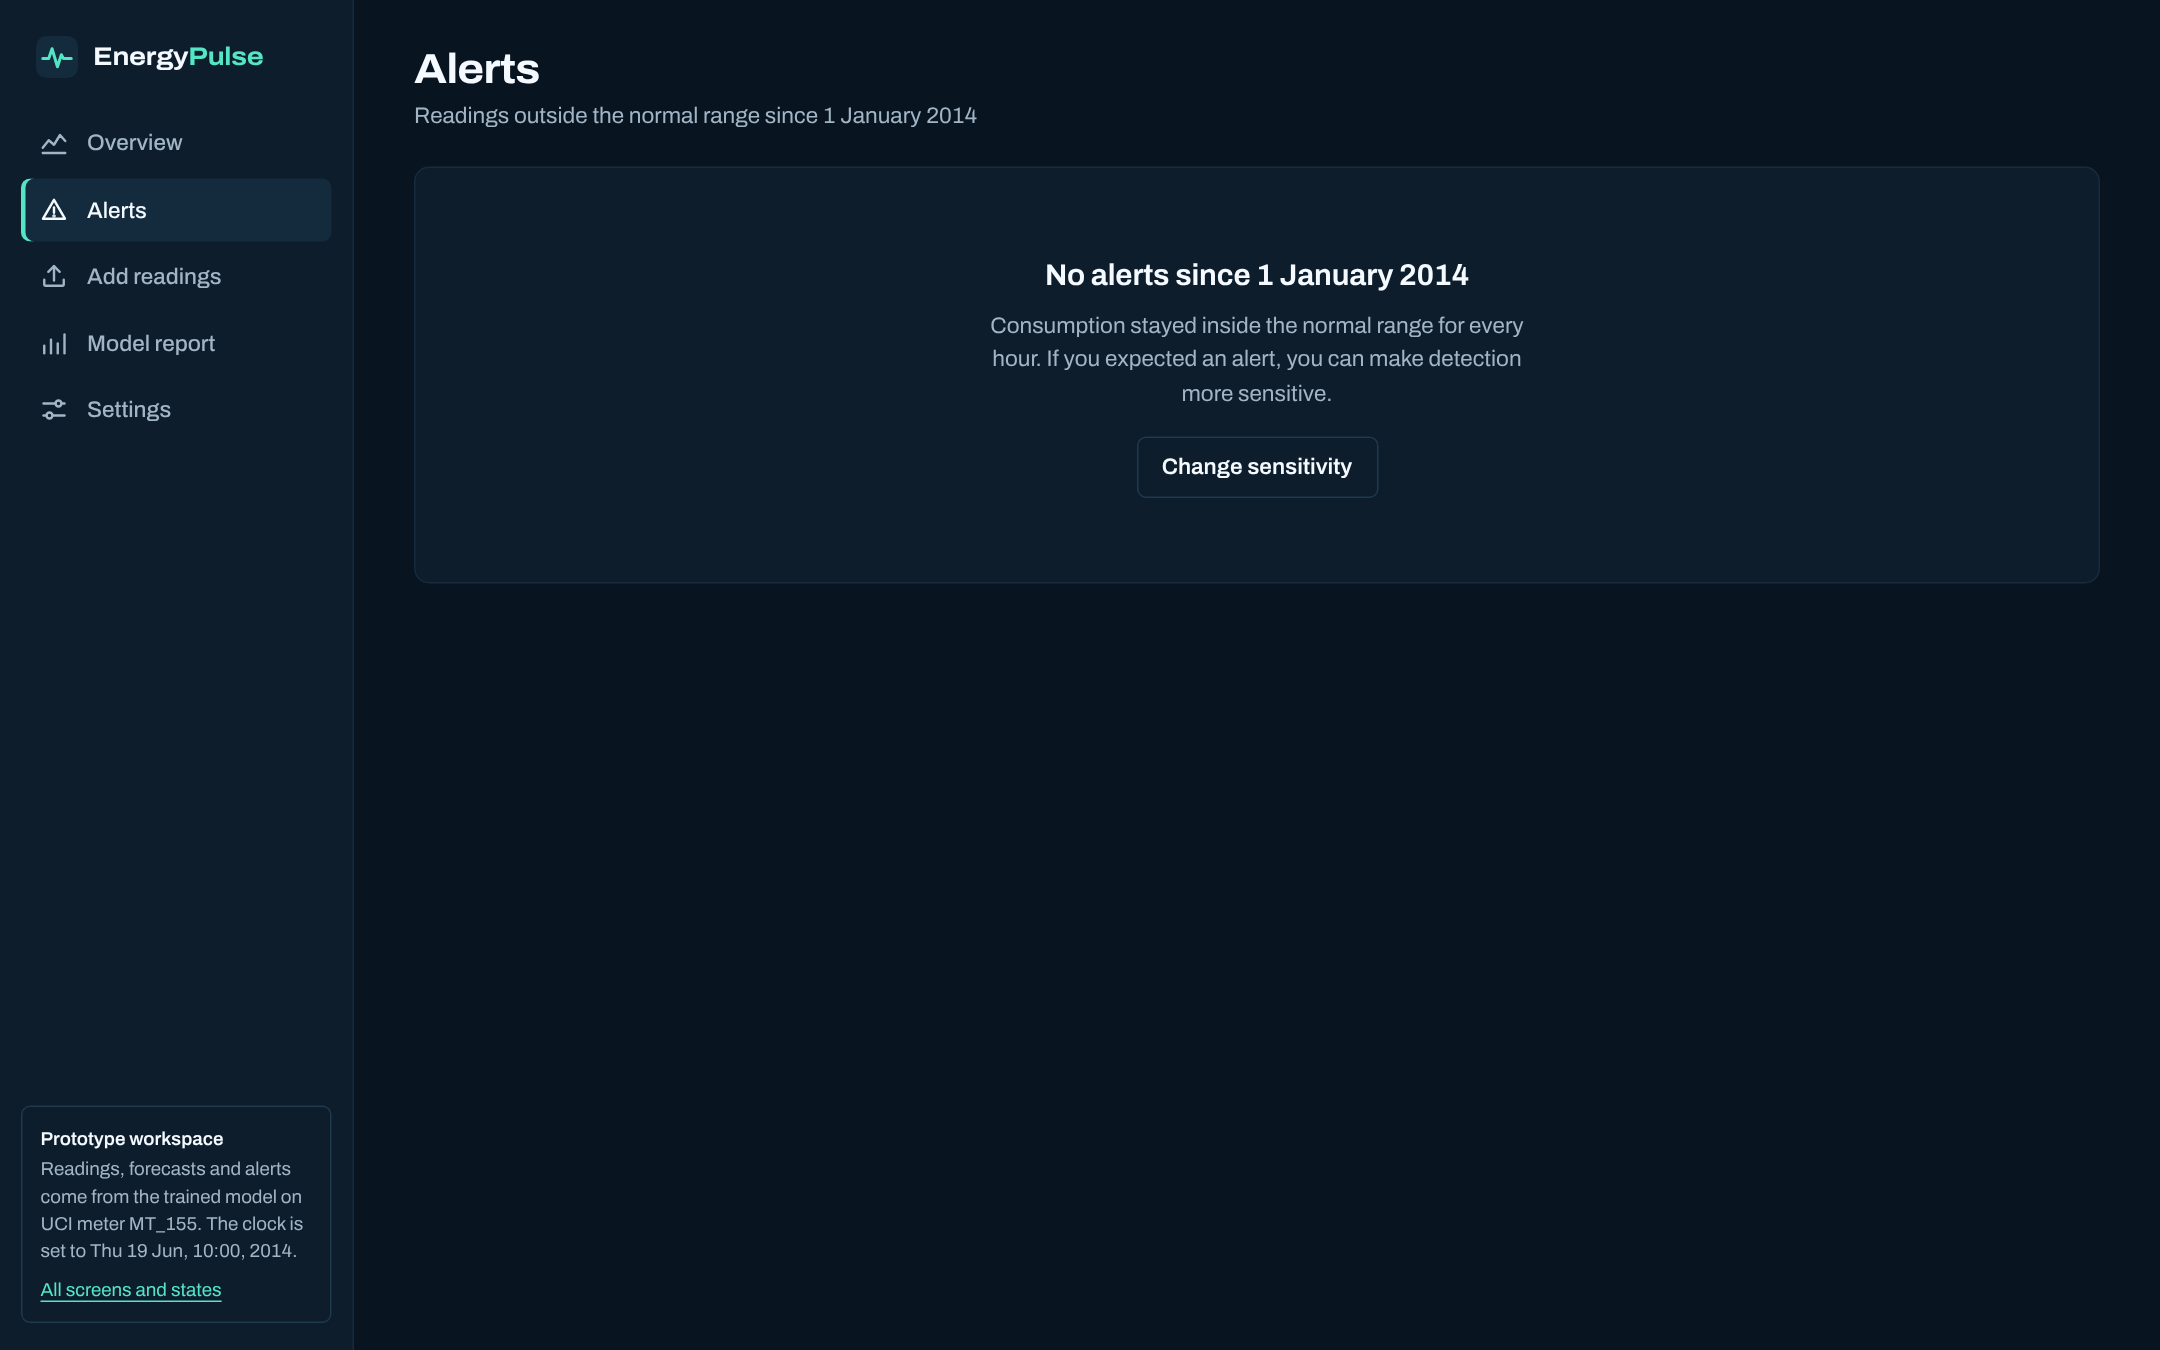 EnergyPulse
Overview
Alerts
Add readings
Model report
Settings
Prototype workspace
Readings, forecasts and alerts
come from the trained model on
UCI meter MT_155. The clock is
set to Thu 19 Jun, 10:00, 2014.
All screens and states
Alerts
Readings outside the normal range since 1 January 2014
No alerts since 1 January 2014
Consumption stayed inside the normal range for every
hour. If you expected an alert, you can make detection
more sensitive.
Change sensitivity